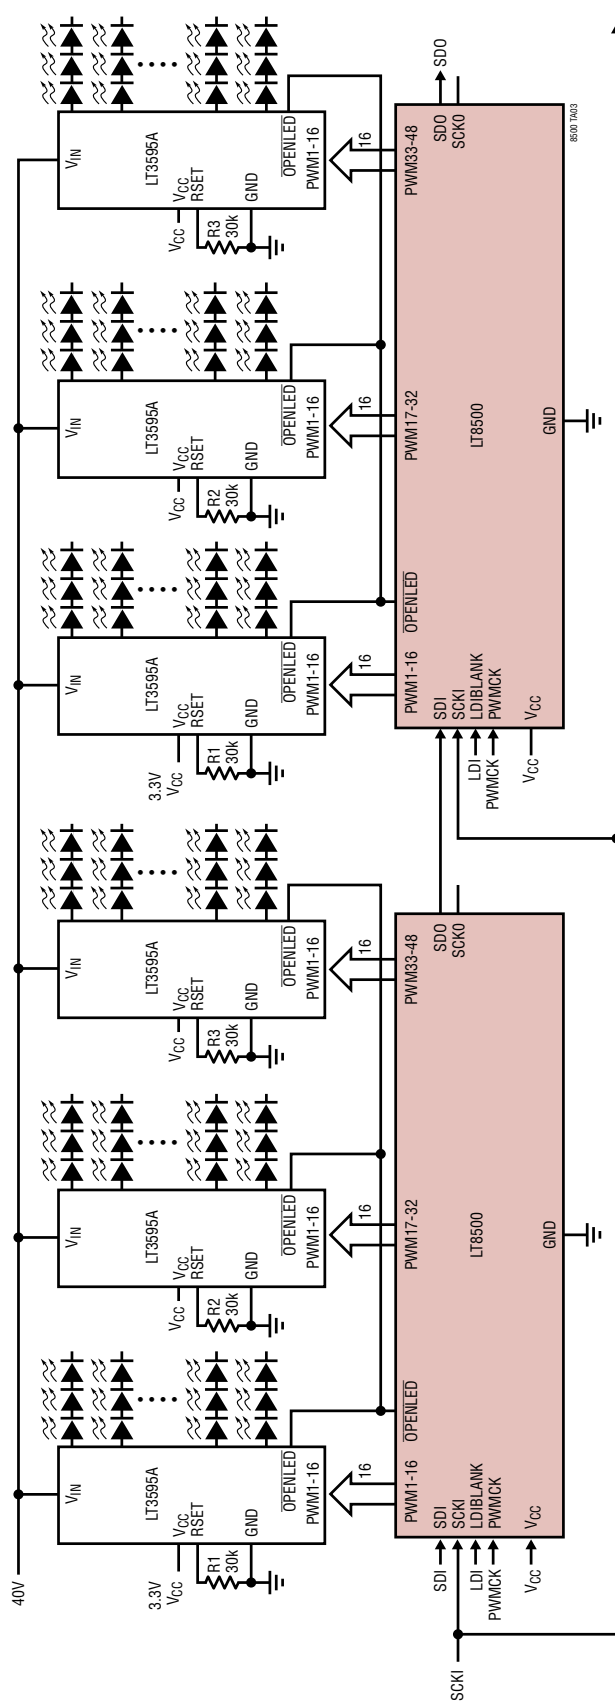 40V
VIN
LT3595A
3.3V
VCC
VCC
RSET
R1
30k
GND
OPENLED
PWM1-16
16
VIN
LT3595A
VCC
VCC
RSET
R2
30k
GND
OPENLED
PWM1-16
16
VIN
LT3595A
VCC
VCC
RSET
R3
30k
GND
OPENLED
PWM1-16
16
VIN
LT3595A
3.3V
VCC
VCC
RSET
R1
30k
GND
OPENLED
PWM1-16
16
VIN
LT3595A
VCC
VCC
RSET
R2
30k
GND
OPENLED
PWM1-16
16
VIN
LT3595A
VCC
VCC
RSET
R3
30k
GND
OPENLED
PWM1-16
16
PWM1-16
OPENLED
PWM17-32
PWM33-48
SDI
SDI
SCKI
SCKI
LDI
LDIBLANK
PWMCK
PWMCK
VCC
VCC
LT8500
GND
SDO
SCKO
PWM1-16
OPENLED
PWM17-32
PWM33-48
SDI
SCKI
LDI
LDIBLANK
PWMCK
PWMCK
VCC
VCC
LT8500
GND
SDO
SDO
SCKO
8500 TA03